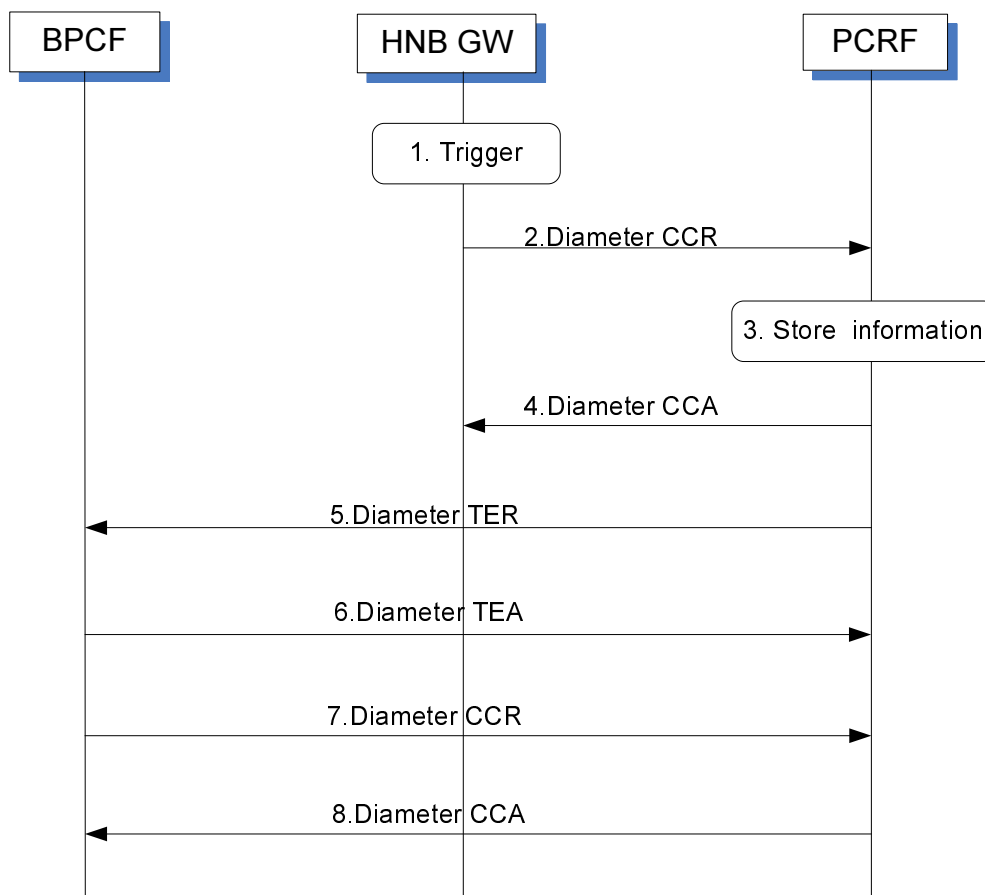 BPCF
HNB GW
PCRF
1. Trigger
2.Diameter CCR
3. Store information
4.Diameter CCA
5.Diameter TER
6.Diameter TEA
7.Diameter CCR
8.Diameter CCA